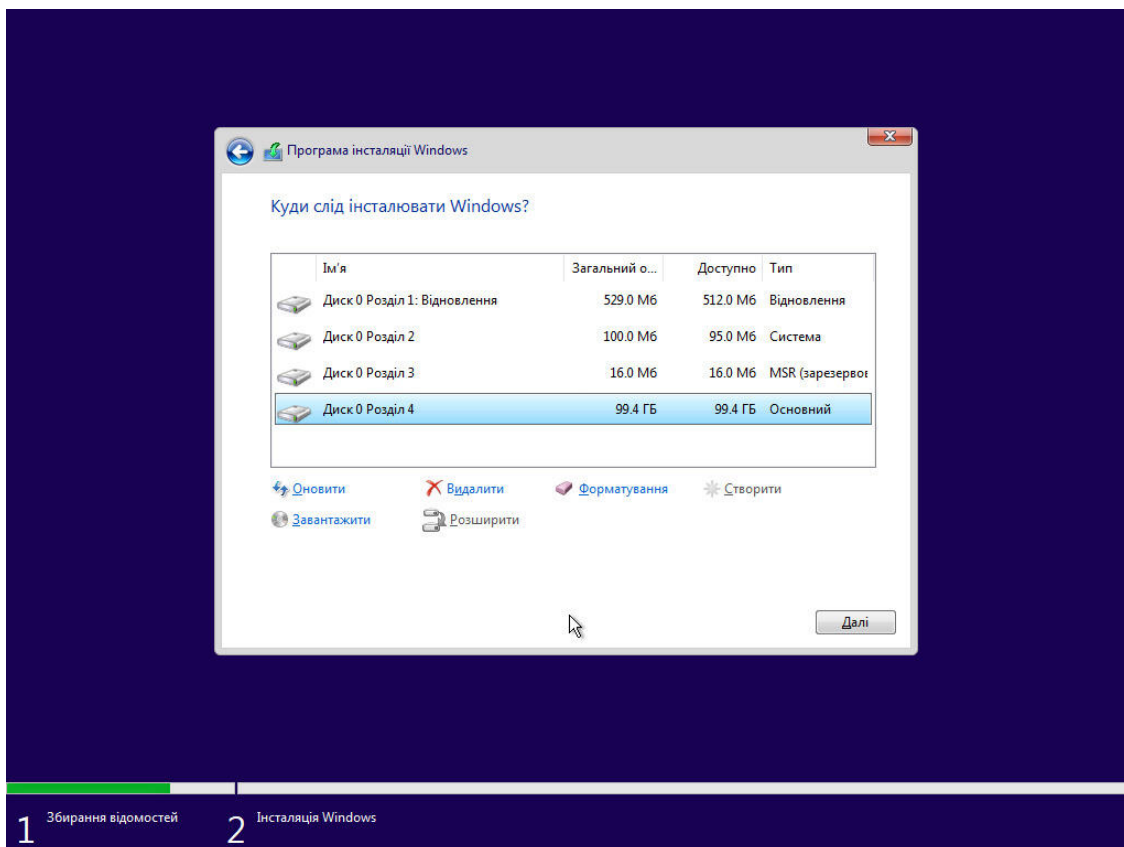 Програма інсталяції Windows
Куди слід інсталювати Windows?
Ім'я Загальний о... Доступно Тип
Диск 0 Розділ 1: Відновлення 529.0 Мб 512.0 Мб Відновлення
Диск 0 Розділ 2 100.0 Мб 95.0 Мб Система
Диск 0 Розділ 3 16.0 Мб 16.0 Мб MSR (зарезервов
Диск 0 Розділ 4 99.4 ГБ 99.4 ГБ Основний
Оновити Видалити Форматування Створити
Завантажити Розширити
Далі
1 Збирання відомостей 2 Інсталяція Windows